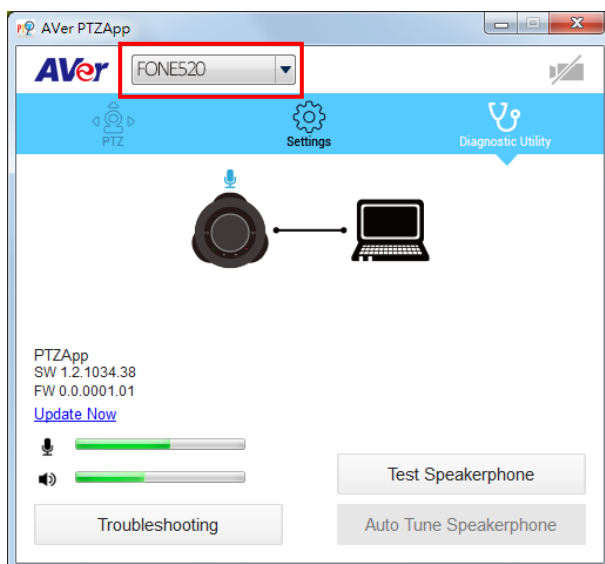 AVer PTZApp
AVer
FONE520
PTZ
Settings
Diagnostic Utility
PTZApp
SW 1.2.1034.38
FW 0.0.0001.01
Update Now
Test Speakerphone
Troubleshooting
Auto Tune Speakerphone